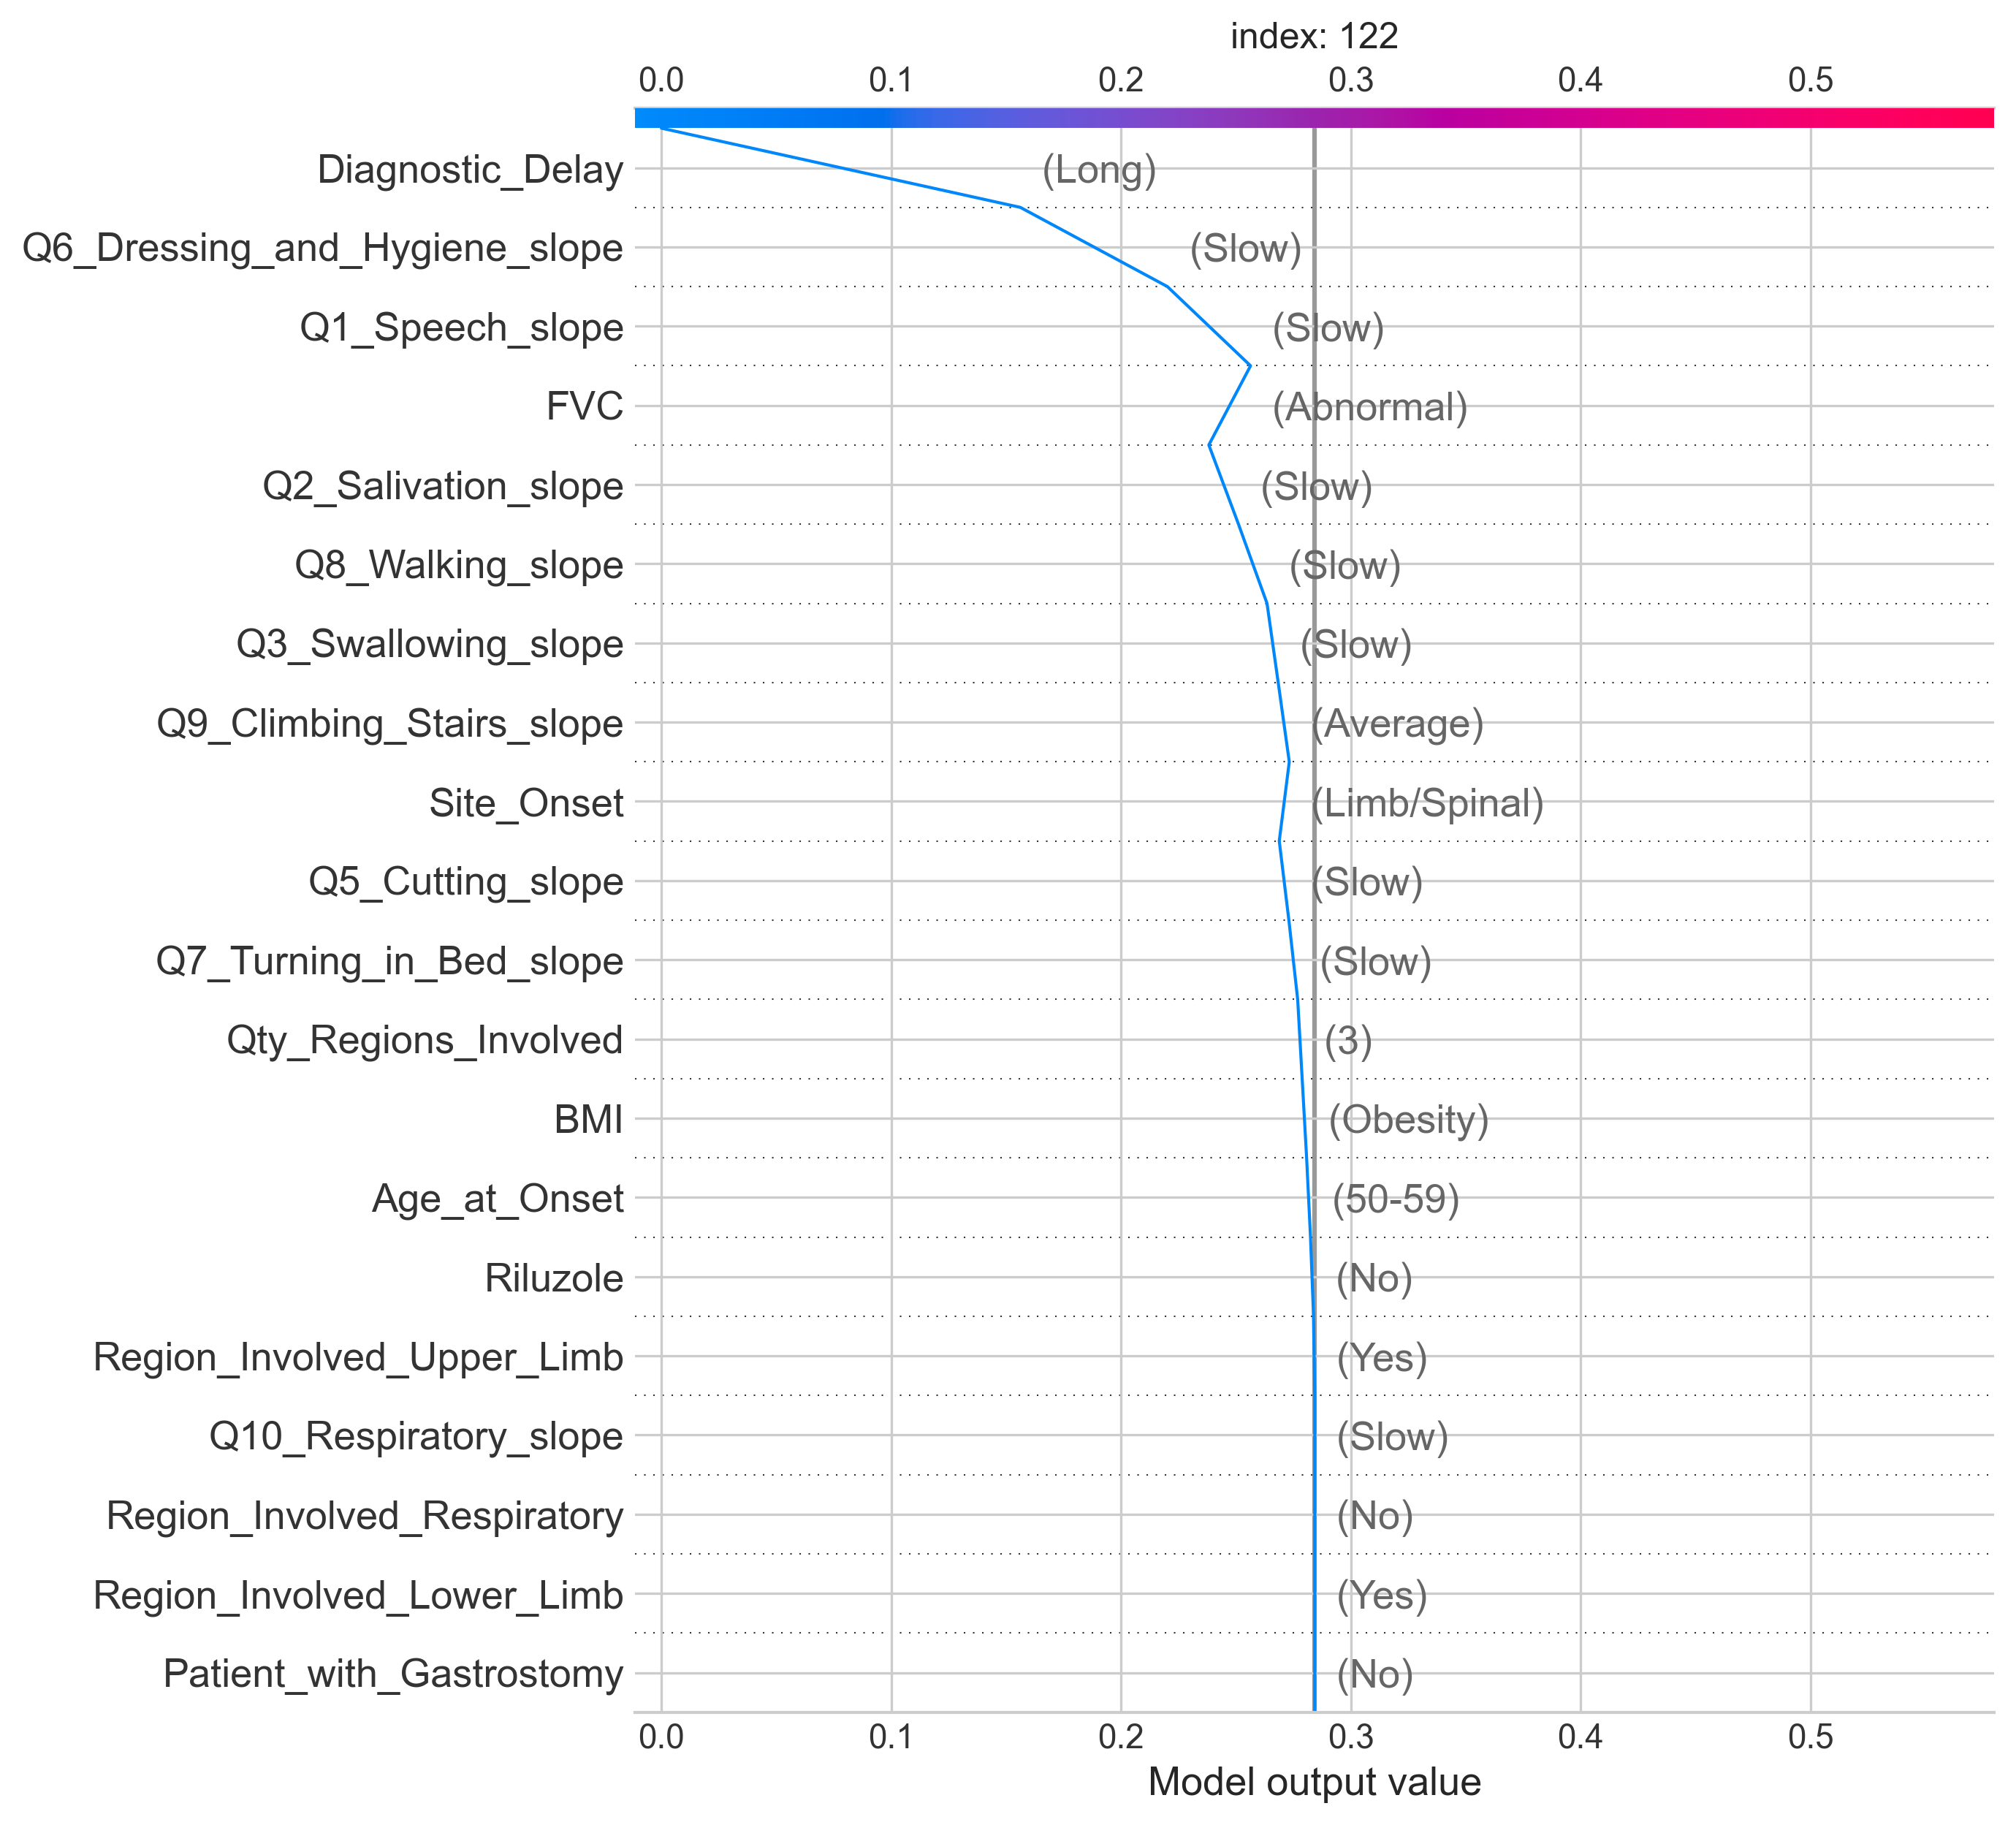 index: 122
0.0 0.1 0.2 0.3 0.4 0.5
Diagnostic_Delay (Long)
Q6_Dressing_and_Hygiene_slope (Slow)
Q1_Speech_slope (Slow)
FVC (Abnormal)
Q2_Salivation_slope (Slow)
Q8_Walking_slope (Slow)
Q3_Swallowing_slope (Slow)
Q9_Climbing_Stairs_slope (Average)
Site_Onset (Limb/Spinal)
Q5_Cutting_slope (Slow)
Q7_Turning_in_Bed_slope (Slow)
Qty_Regions_Involved (3)
BMI (Obesity)
Age_at_Onset (50-59)
Riluzole (No)
Region_Involved_Upper_Limb (Yes)
Q10_Respiratory_slope (Slow)
Region_Involved_Respiratory (No)
Region_Involved_Lower_Limb (Yes)
Patient_with_Gastrostomy (No)
0.0 0.1 0.2 0.3 0.4 0.5
Model output value